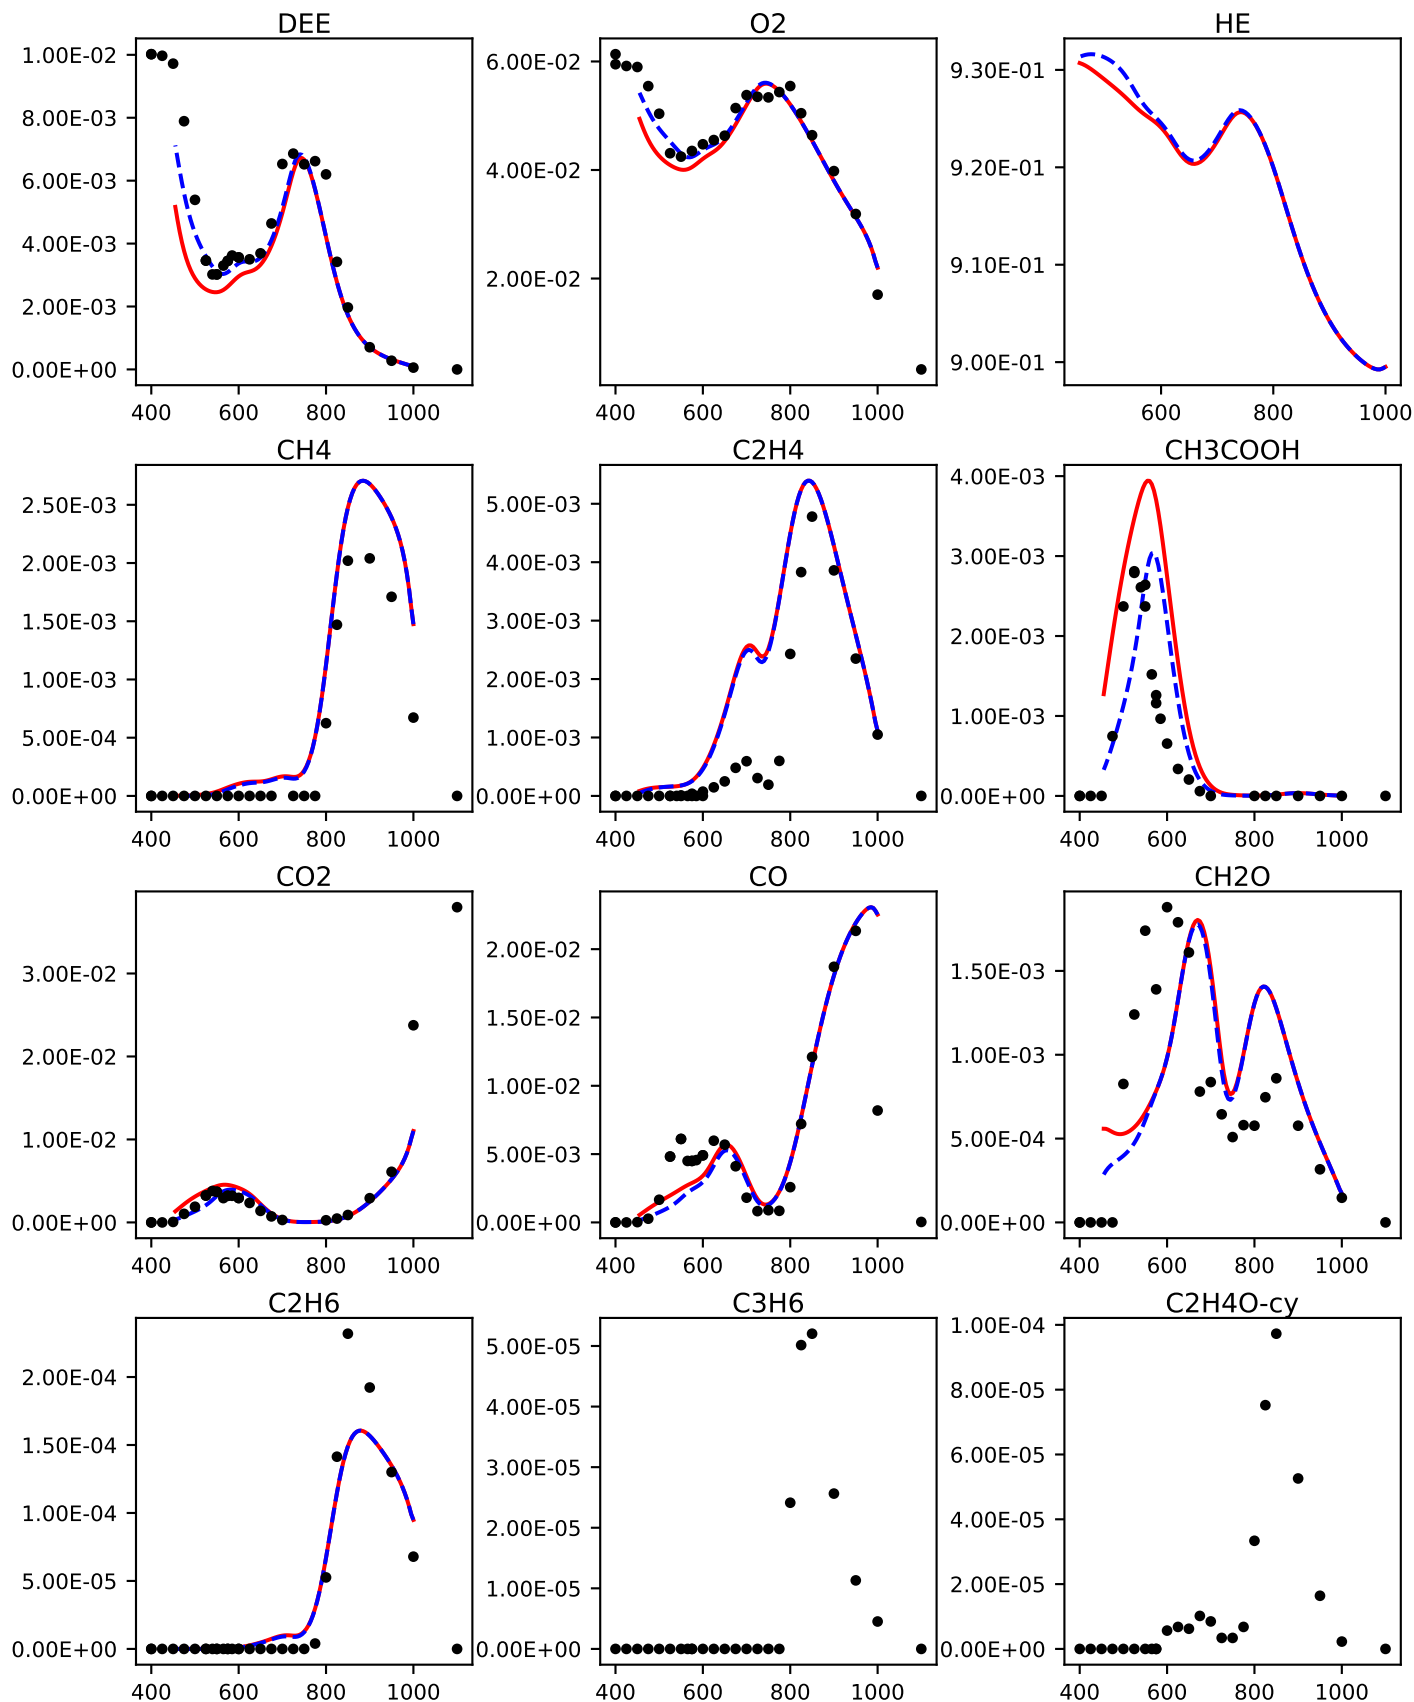 DEE O2 HE
1.00E-02 6.00E-02 9.30E-01
8.00E-03
6.00E-03 4.00E-02 9.20E-01
4.00E-03 2.00E-02 9.10E-01
2.00E-03
0.00E+00 9.00E-01
400 600 800 1000 400 600 800 1000 600 800 1000
CH4 C2H4 CH3COOH
2.50E-03 5.00E-03 4.00E-03
2.00E-03 4.00E-03 3.00E-03
1.50E-03 3.00E-03 2.00E-03
1.00E-03 2.00E-03
5.00E-04 1.00E-03 1.00E-03
0.00E+00 0.00E+00 0.00E+00
400 600 800 1000 400 600 800 1000 400 600 800 1000
CO2 CO CH2O
3.00E-02 2.00E-02 1.50E-03
2.00E-02 1.50E-02 1.00E-03
1.00E-02 1.00E-02 5.00E-04
5.00E-03
0.00E+00 0.00E+00 0.00E+00
400 600 800 1000 400 600 800 1000 400 600 800 1000
C2H6 C3H6 C2H4O-cy
2.00E-04 5.00E-05 1.00E-04
1.50E-04 4.00E-05 8.00E-05
1.00E-04 3.00E-05 6.00E-05
5.00E-05 2.00E-05 4.00E-05
1.00E-05 2.00E-05
0.00E+00 0.00E+00 0.00E+00
400 600 800 1000 400 600 800 1000 400 600 800 1000